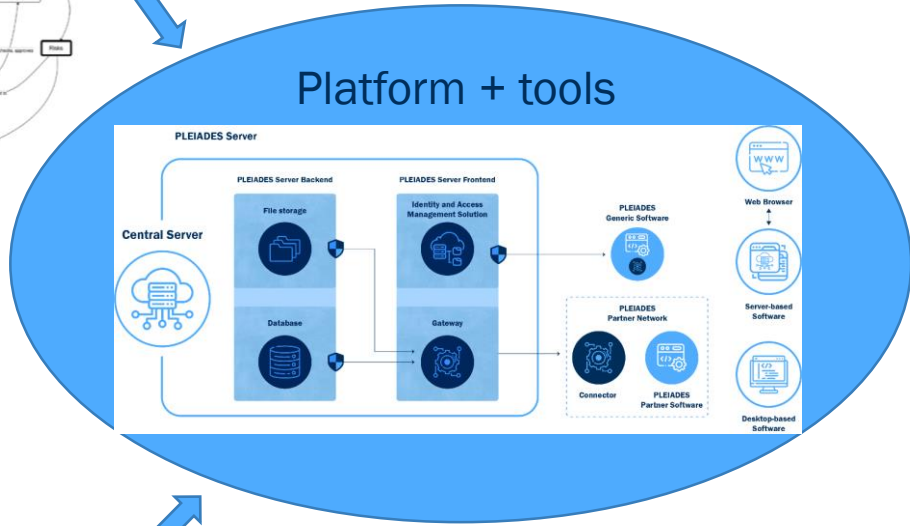 Risks
Platform + tools
PLEIADES Server
PLEIADES Server Backend
PLEIADES Server Frontend
File storage
Identity and Access
Management Solution
Central Server
Database
Gateway
PLEIADES
Generic Software
PLEIADES
Partner Network
Connector
PLEIADES
Partner Software
WWW
Web Browser
Server-based
Software
Desktop-based
Software